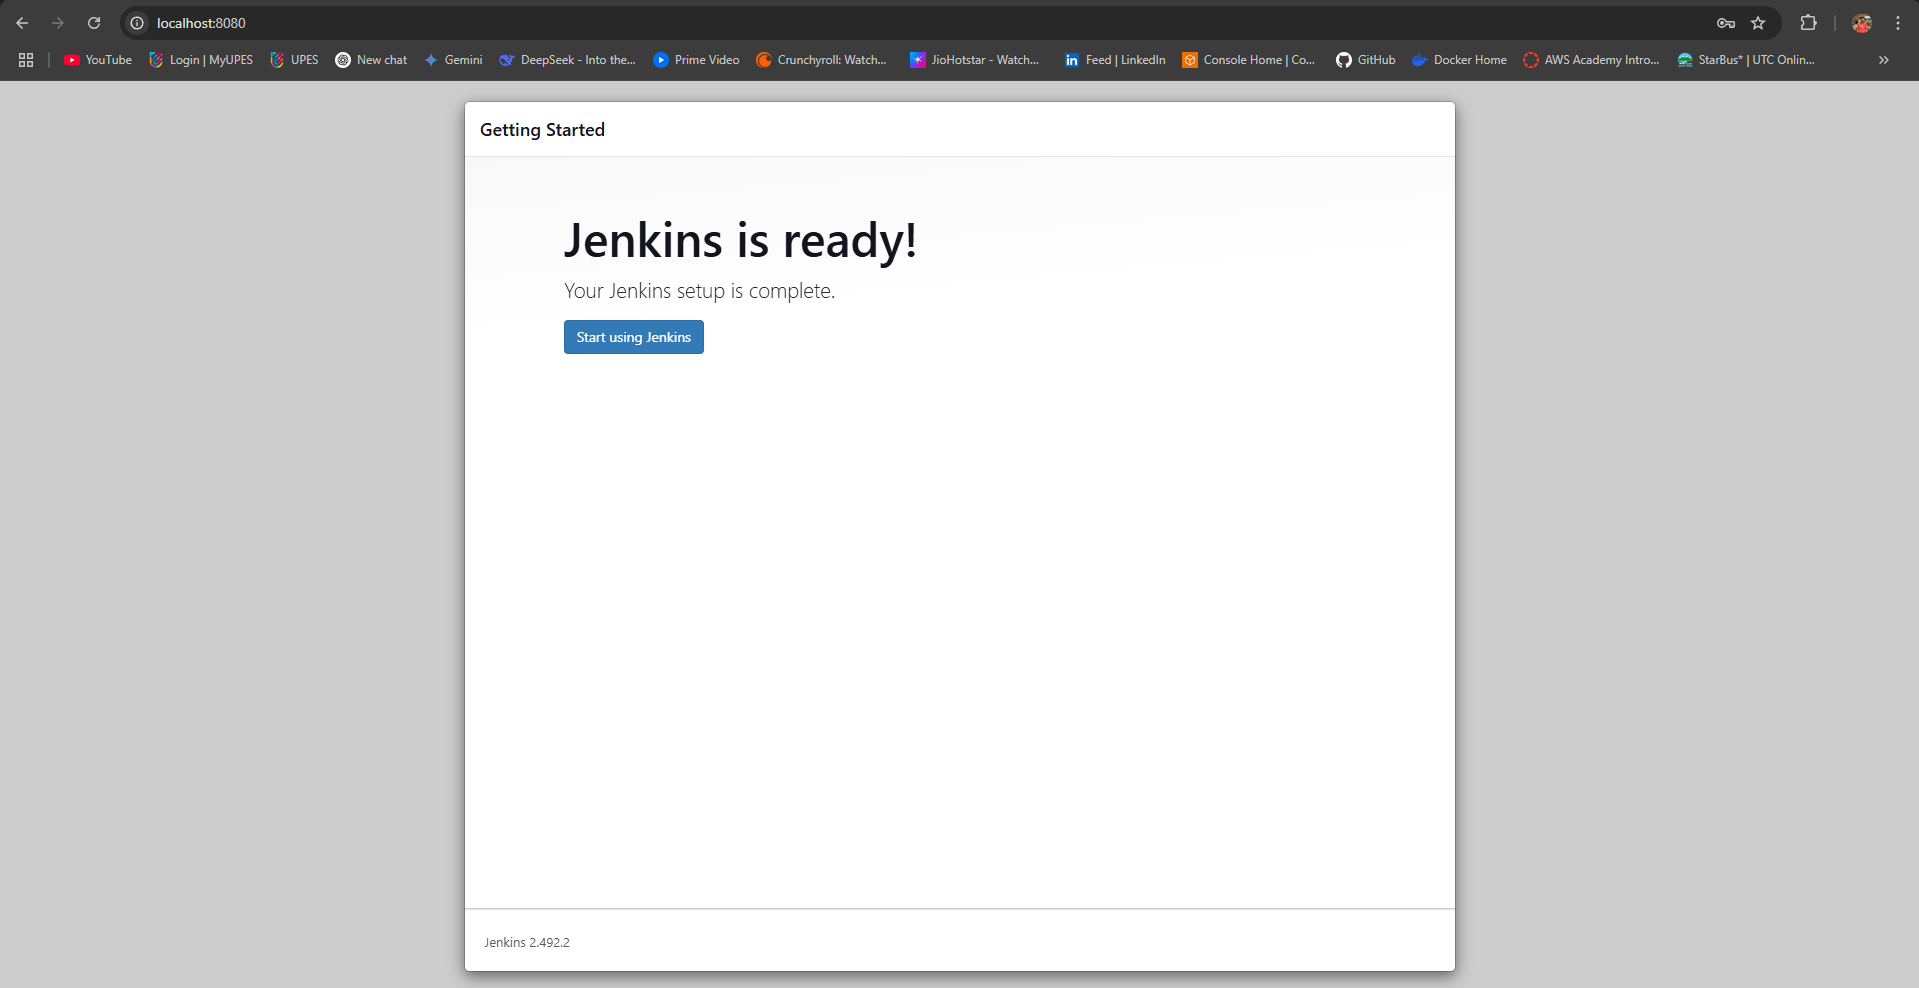 localhost:8080
YouTube Login | MyUPES UPES New chat Gemini DeepSeek - Into the... Prime Video Crunchyroll: Watch... JioHotstar - Watch... Feed | LinkedIn Console Home | Co... GitHub Docker Home AWS Academy Intro... StarBus* | UTC Onlin...
Getting Started
Jenkins is ready!
Your Jenkins setup is complete.
Start using Jenkins
Jenkins 2.492.2